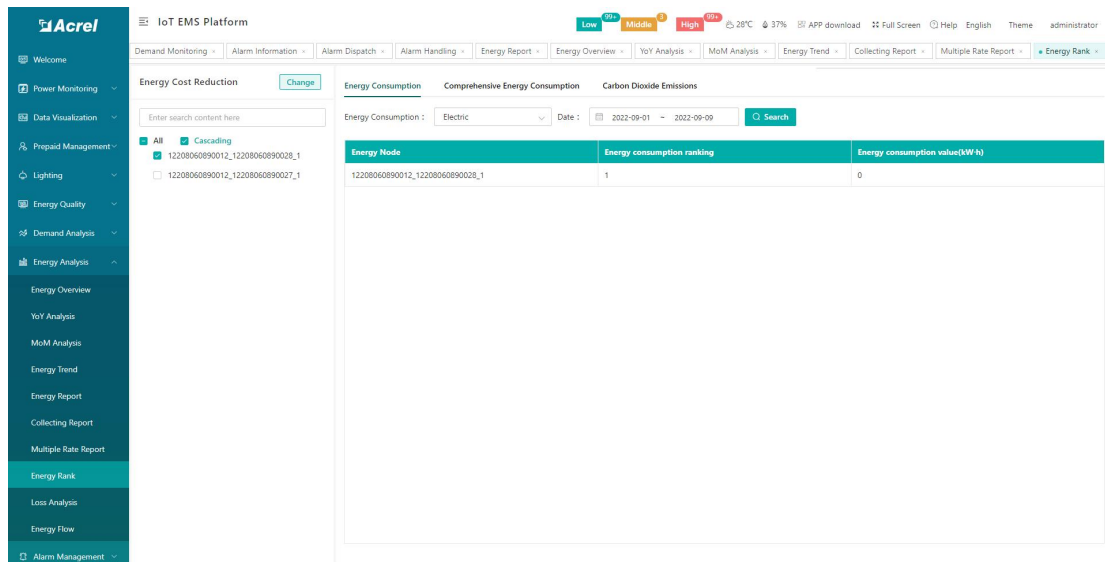 Acrel
IoT EMS Platform
Low 99+ Middle 3 High 99+ 28℃ 37% APP download Full Screen Help English Theme administrator
Demand Monitoring × Alarm Information × Alarm Dispatch × Alarm Handling × Energy Report × Energy Overview × YoY Analysis × MoM Analysis × Energy Trend × Collecting Report × Multiple Rate Report × Energy Rank ×
Welcome
Power Monitoring
Data Visualization
Prepaid Management
Lighting
Energy Quality
Demand Analysis
Energy Analysis
Energy Overview
YoY Analysis
MoM Analysis
Energy Trend
Energy Report
Collecting Report
Multiple Rate Report
Energy Rank
Loss Analysis
Energy Flow
Alarm Management
Energy Cost Reduction Change
Enter search content here
All Cascading
12208060890012_12208060890028_1
12208060890012_12208060890027_1
Energy Consumption Comprehensive Energy Consumption Carbon Dioxide Emissions
Energy Consumption : Electric Date : 2022-09-01 ~ 2022-09-09 Search
Energy Node Energy consumption ranking Energy consumption value(kW·h)
12208060890012_12208060890028_1 1 0